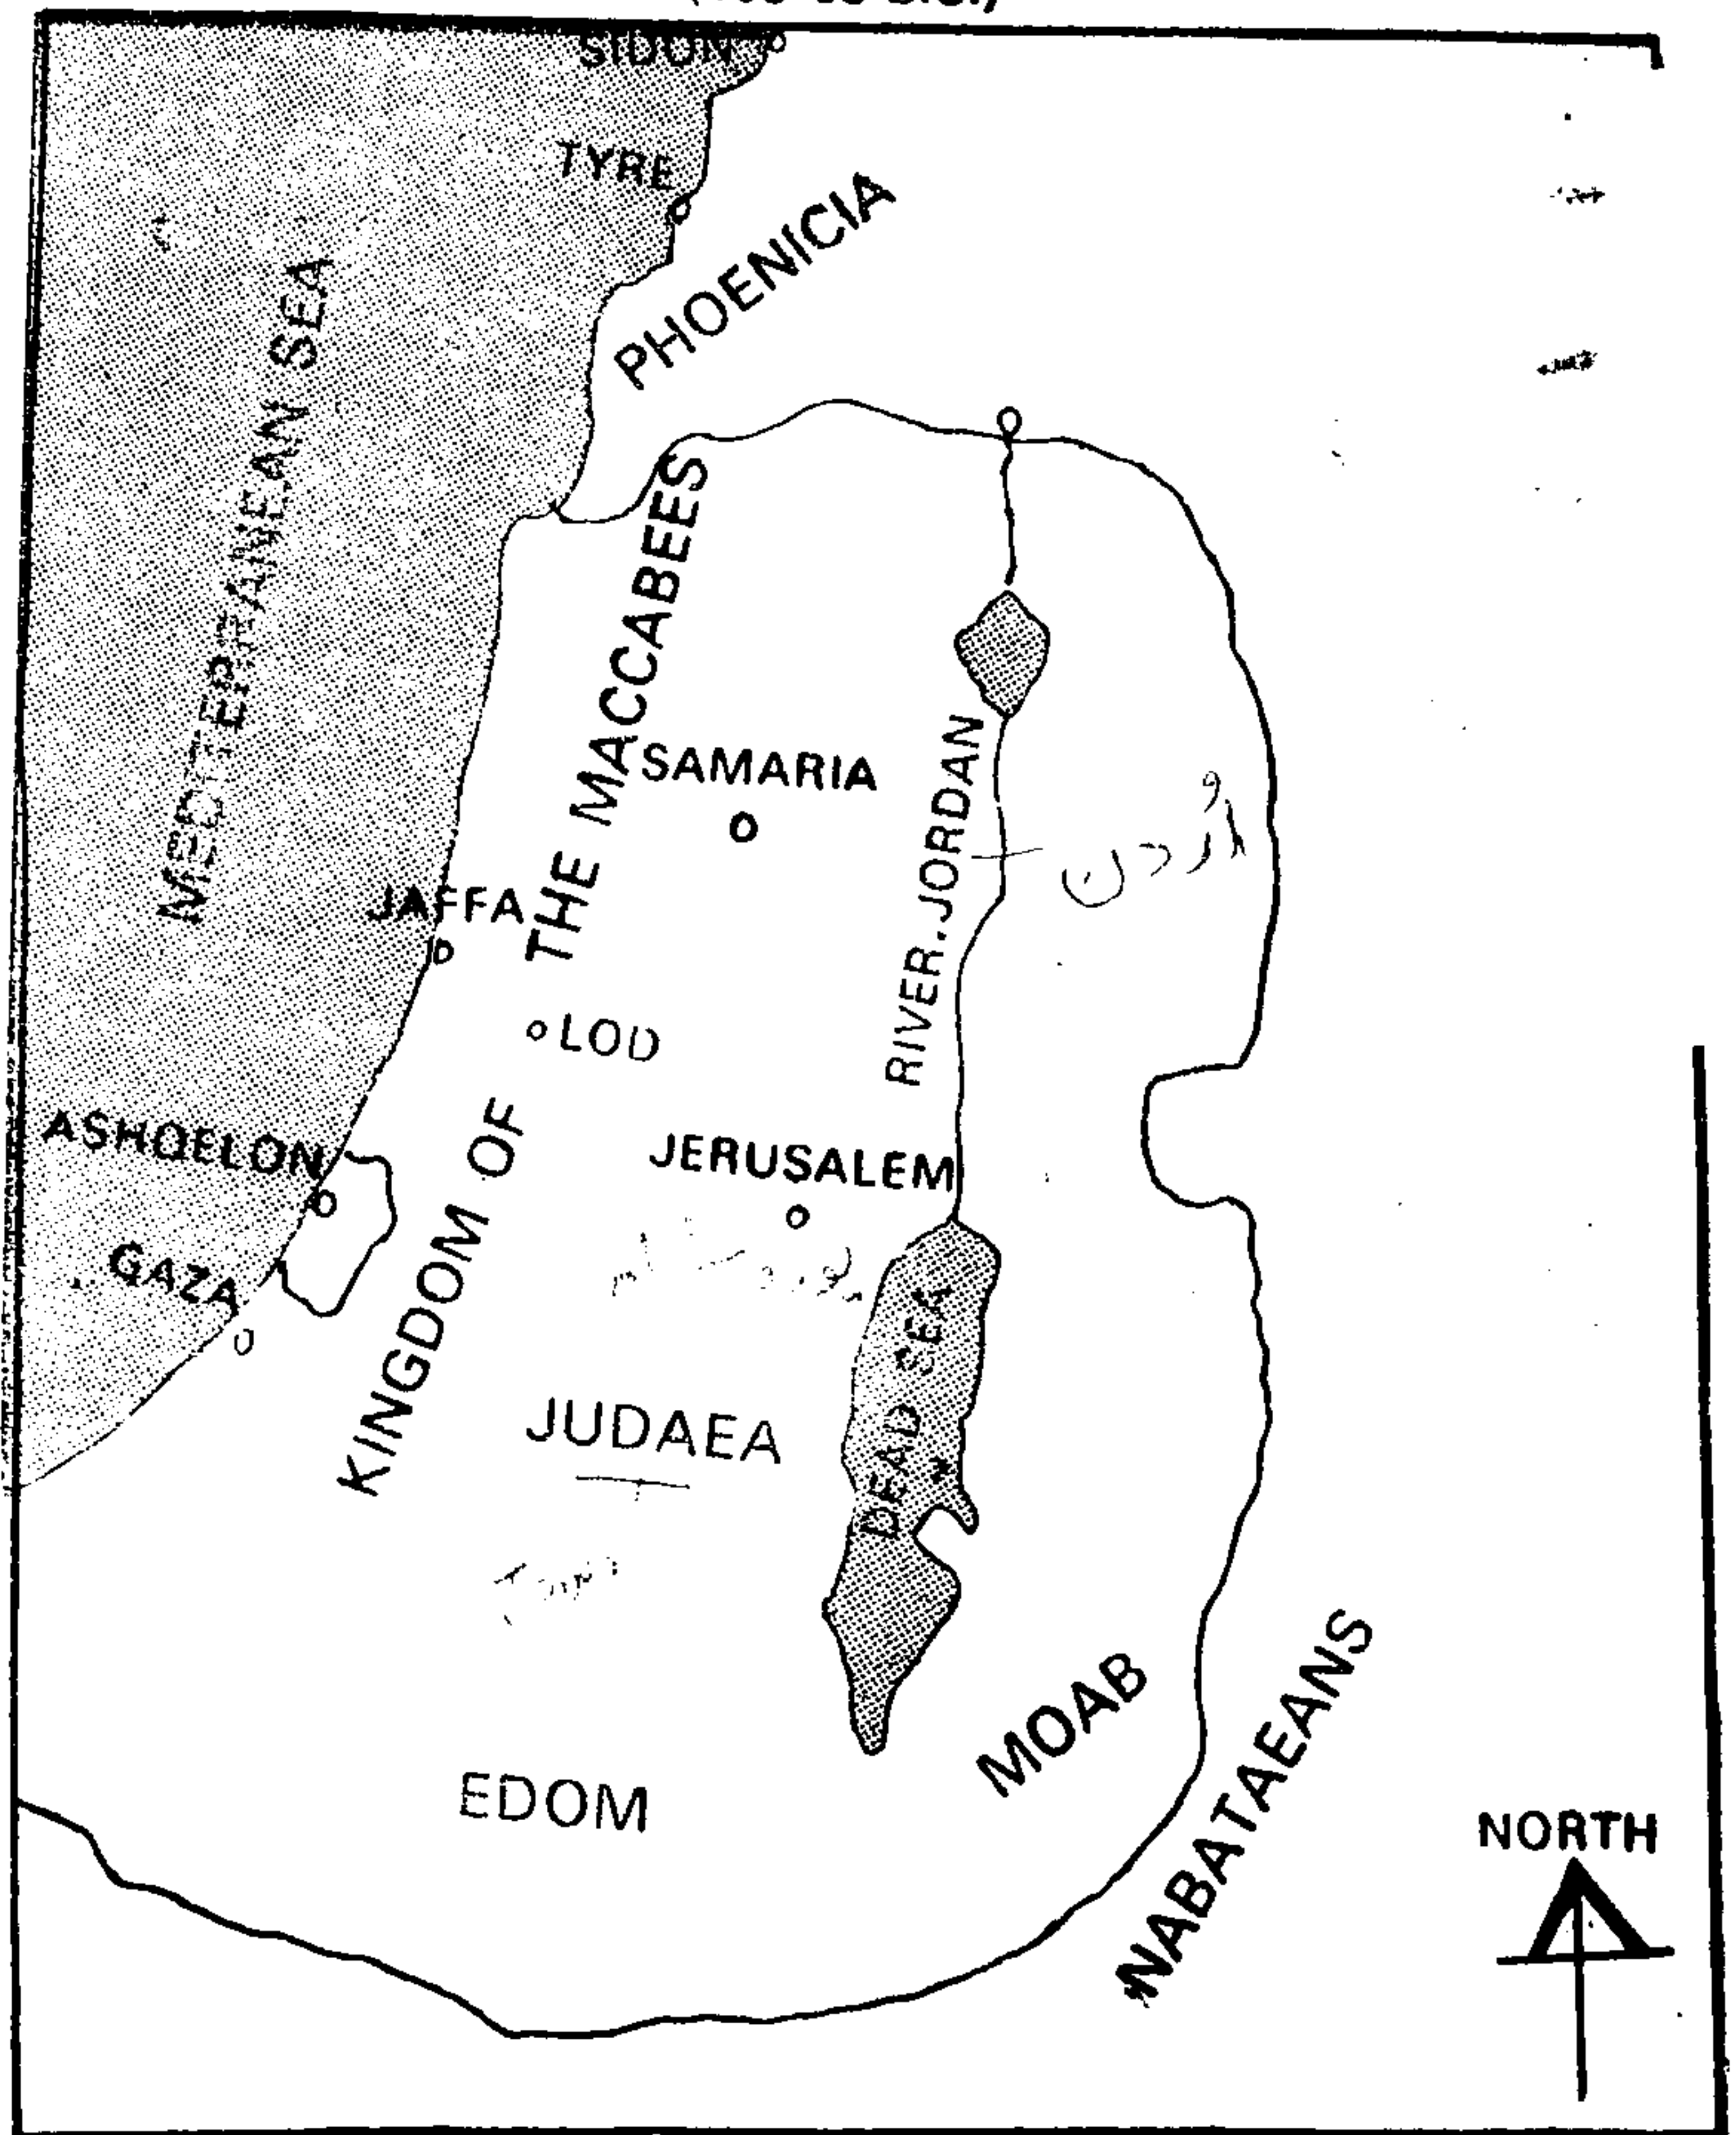 SIDON
TYRE
PHOENICIA
MEDITERRANEAN SEA
KINGDOM OF THE MACCABEES
SAMARIA
RIVER JORDAN
اُردن
JAFFA
LOD
ASHQELON
JERUSALEM
GAZA
DEAD SEA
JUDAEA
MOAB
EDOM
NABATAEANS
NORTH